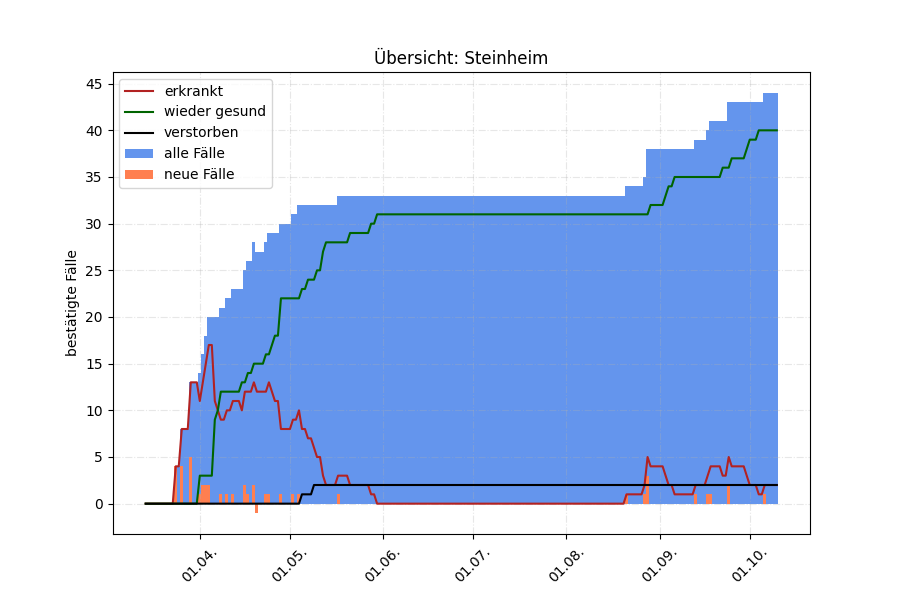 Übersicht: Steinheim
erkrankt
wieder gesund
verstorben
alle Fälle
neue Fälle
bestätigte Fälle
45
40
35
30
25
20
15
10
5
0
01.04.
01.05.
01.06.
01.07.
01.08.
01.09.
01.10.